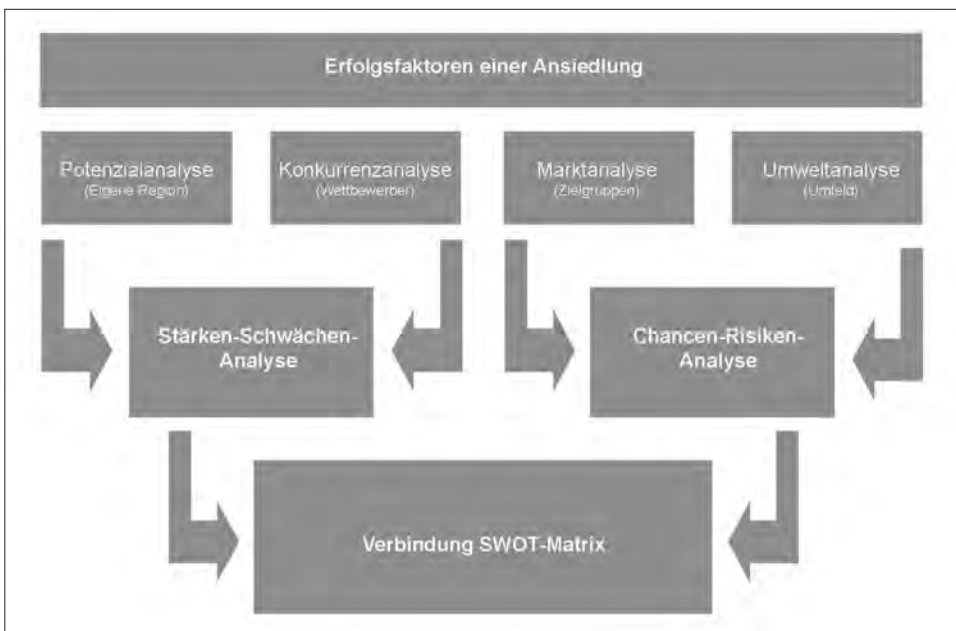 Erfolgsfaktoren einer Ansiedlung
Potenzialanalyse
(Eigene Region)
Konkurrenzanalyse
(Wettbewerber)
Marktanalyse
(Zielgruppen)
Umweltanalyse
(Umfeld)
Stärken-Schwächen-
Analyse
Chancen-Risiken-
Analyse
Verbindung SWOT-Matrix